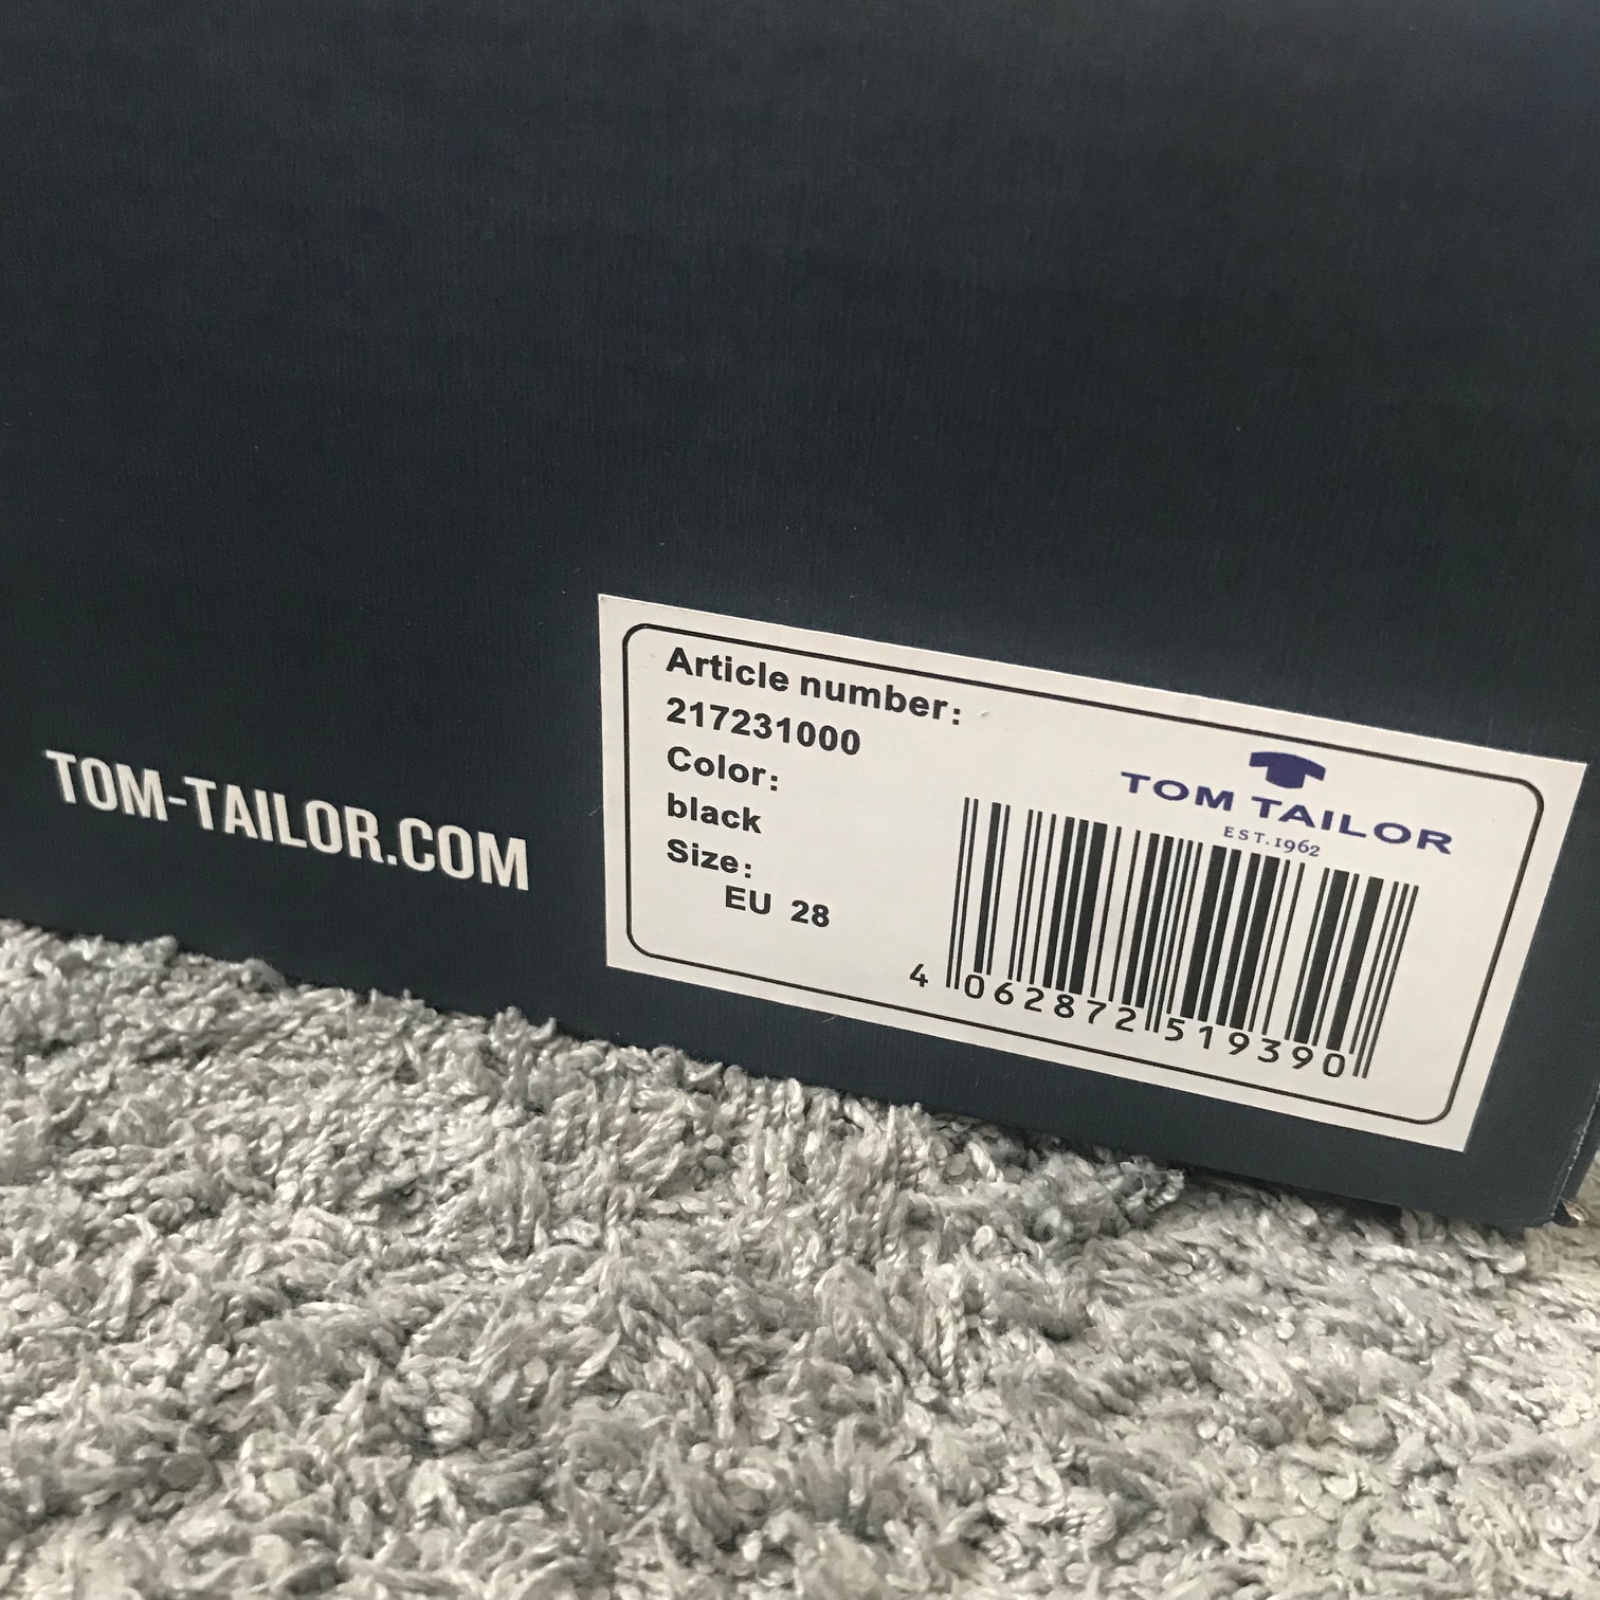 TOM-TAILOR.COM
Article number:
217231000
Color:
black
Size:
EU 28
TOM TAILOR
EST.1962
4 062872 519390